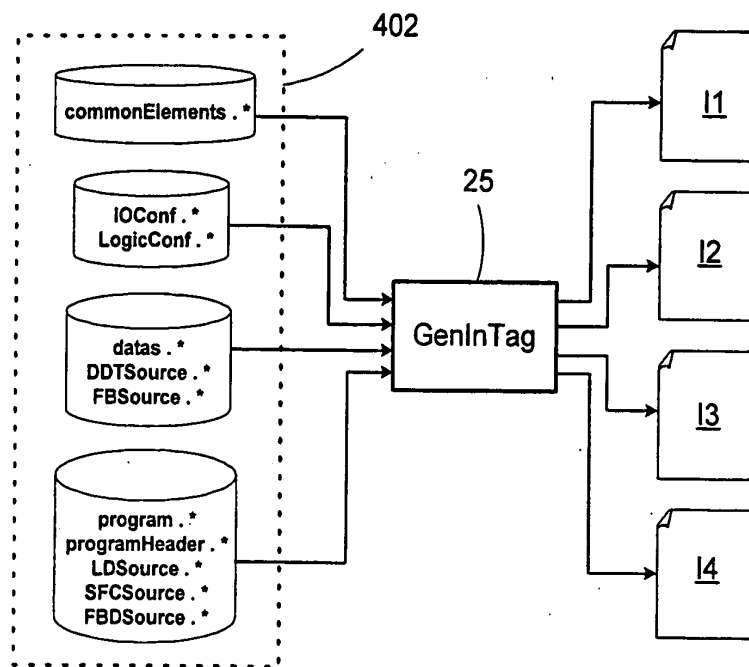 402
commonElements . *
IOConf . *
LogicConf . *
datas . *
DDTSource . *
FBSource . *
program . *
programHeader . *
LDSource . *
SFCSource . *
FBDSource . *
25
GenInTag
I1
I2
I3
I4